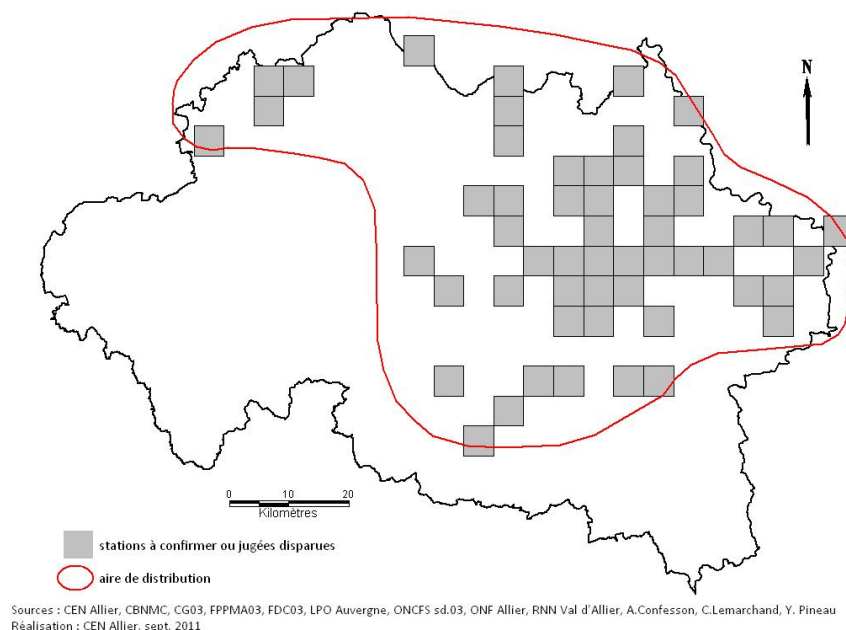 N
0 10 20
Kilomètres
stations à confirmer ou jugées disparues
aire de distribution
Sources : CEN Allier, CBNMC, CG03, FPPMA03, FDC03, LPO Auvergne, ONCFS sd.03, ONF Allier, RNN Val d'Allier, A.Confesson, C.Lemarchand, Y. Pineau
Réalisation : CEN Allier, sept. 2011